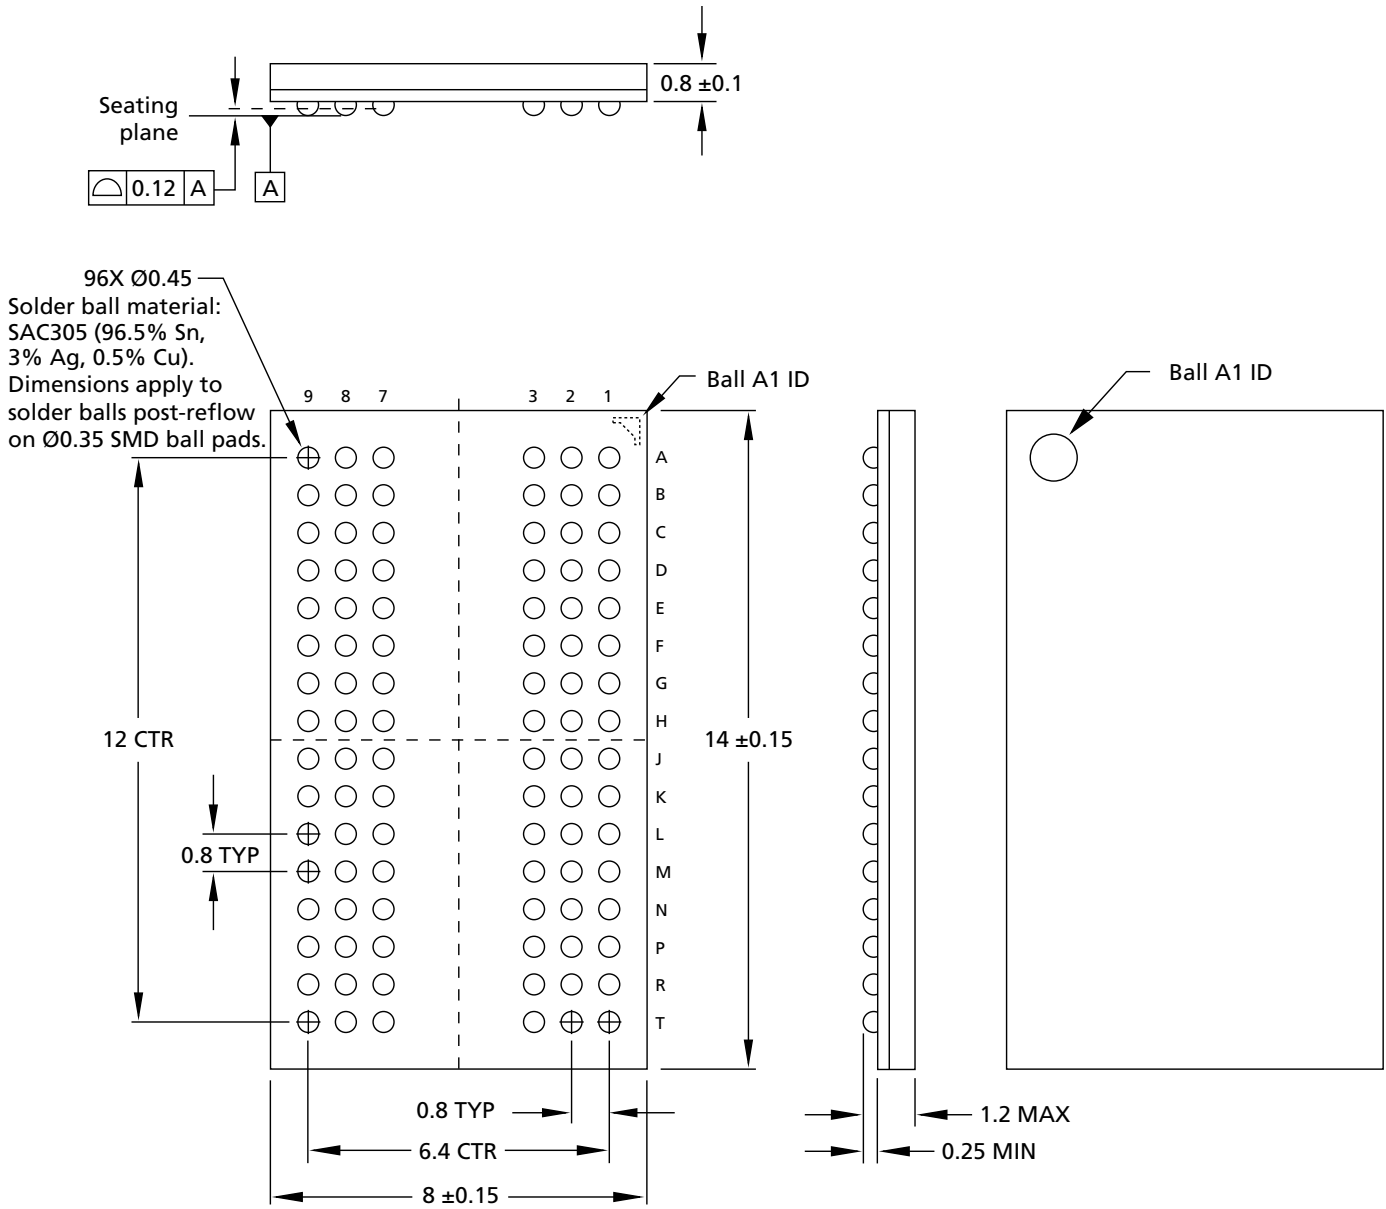 0.8 ±0.1
Seating
plane
0.12 A
A
96X Ø0.45
Solder ball material:
SAC305 (96.5% Sn,
3% Ag, 0.5% Cu).
Dimensions apply to
solder balls post-reflow
on Ø0.35 SMD ball pads.
9 8 7 3 2 1
Ball A1 ID
Ball A1 ID
A
B
C
D
E
F
G
H
J
K
L
M
N
P
R
T
12 CTR
14 ±0.15
0.8 TYP
0.8 TYP
6.4 CTR
8 ±0.15
1.2 MAX
0.25 MIN